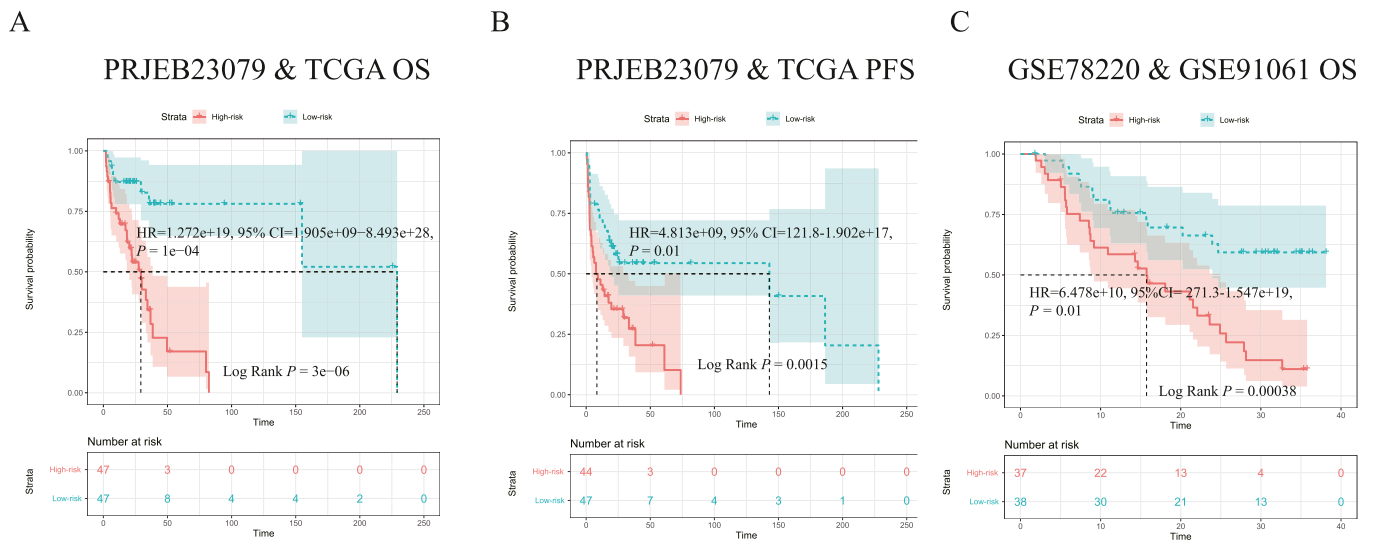 A
PRJEB23079 & TCGA OS
Strata High-risk Low-risk
1.00
0.75
0.50
0.25
0.00
Survival probability
HR=1.272e+19, 95% CI=1.905e+09−8.493e+28,
P = 1e−04
Log Rank P = 3e−06
0 50 100 150 200 250
Time
Number at risk
Strata
High-risk 47 3 0 0 0 0
Low-risk 47 8 4 4 2 0
0 50 100 150 200 250
Time
B
PRJEB23079 & TCGA PFS
Strata High-risk Low-risk
1.00
0.75
0.50
0.25
0.00
Survival probability
HR=4.813e+09, 95% CI=121.8-1.902e+17,
P = 0.01
Log Rank P = 0.0015
0 50 100 150 200 250
Time
Number at risk
Strata
High-risk 44 3 0 0 0 0
Low-risk 47 7 4 3 1 0
0 50 100 150 200 250
Time
C
GSE78220 & GSE91061 OS
Strata High-risk Low-risk
1.00
0.75
0.50
0.25
0.00
Survival probability
HR=6.478e+10, 95%CI= 271.3-1.547e+19,
P = 0.01
Log Rank P = 0.00038
0 10 20 30 40
Time
Number at risk
Strata
High-risk 37 22 13 4 0
Low-risk 38 30 21 13 0
0 10 20 30 40
Time